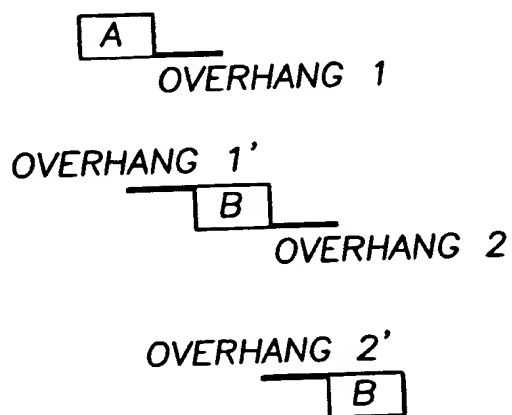 A
OVERHANG 1
OVERHANG 1'
B
OVERHANG 2
OVERHANG 2'
B